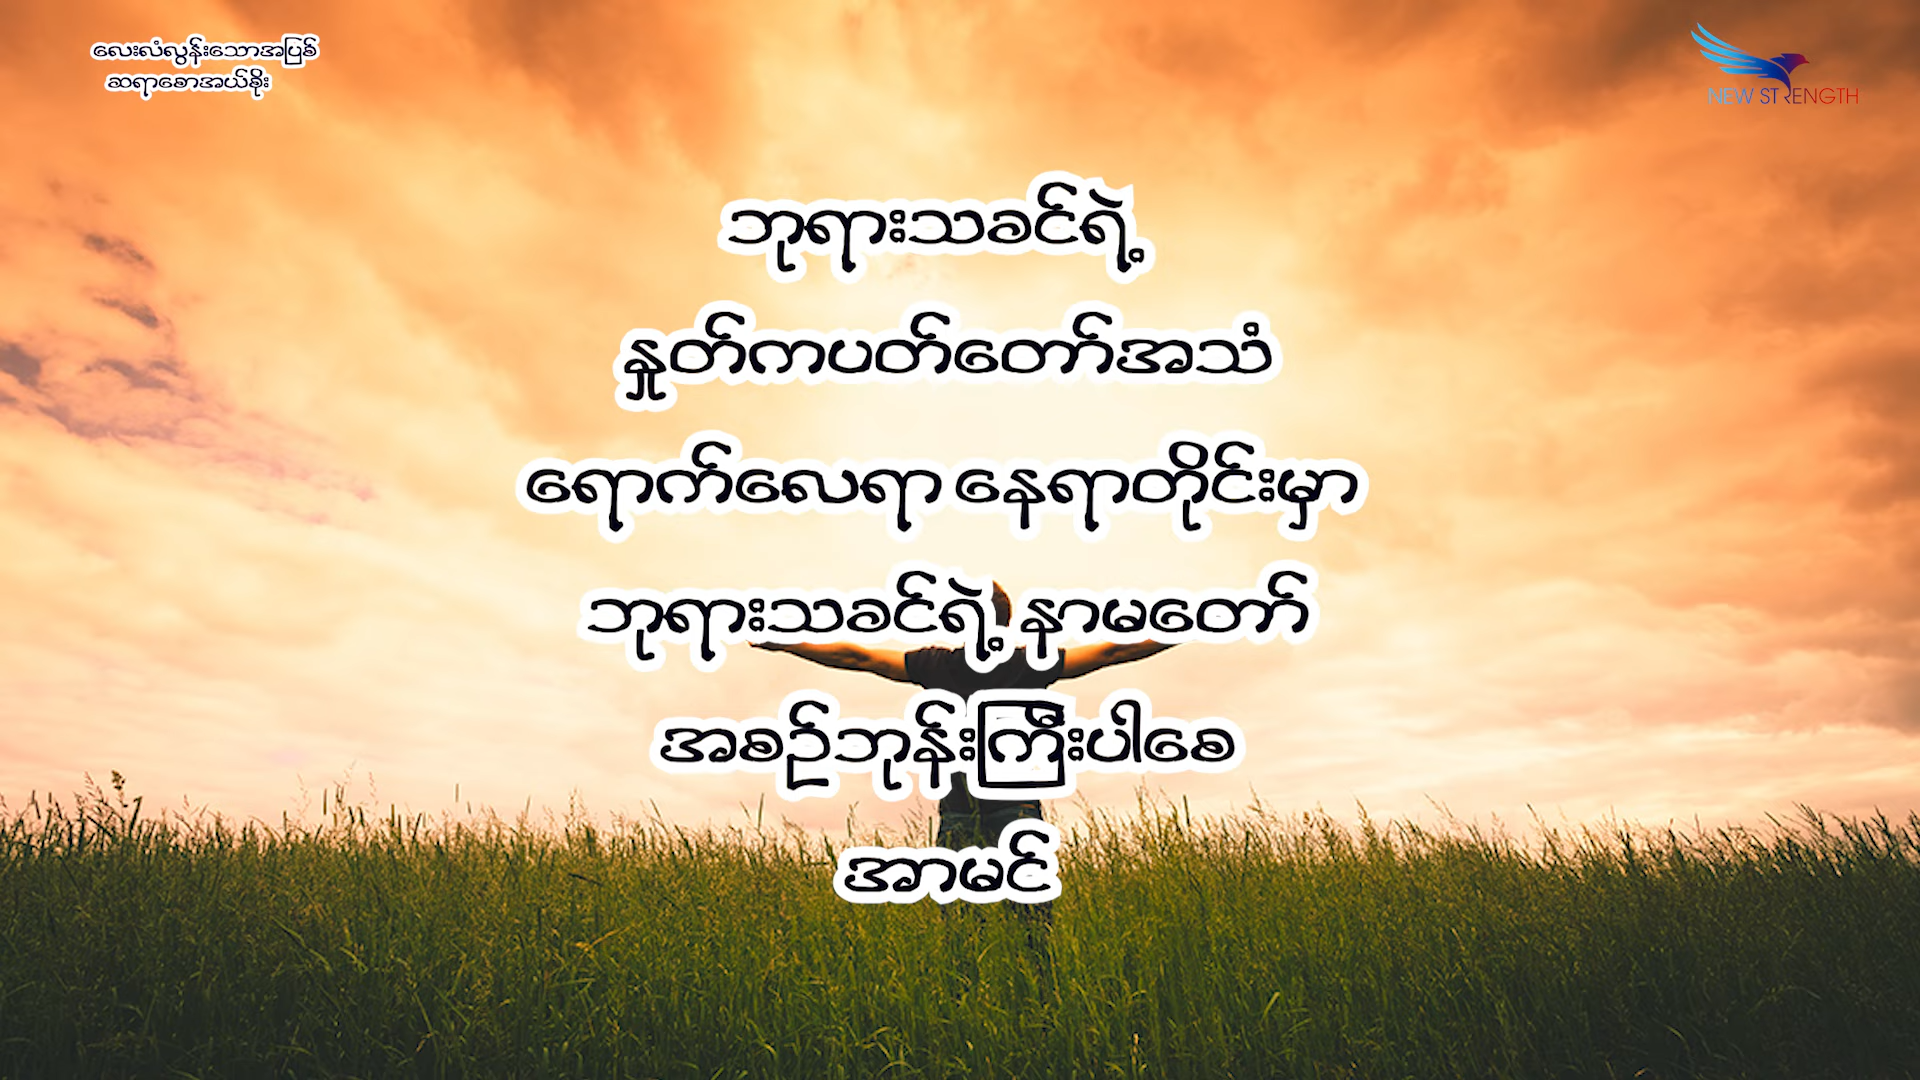 လေးလံလွန်းသောအပြစ်
ဆရာစောအယ်စိုး
NEW STRENGTH
ဘုရားသခင်ရဲ့
နှုတ်ကပတ်တော်အသံ
ရောက်လေရာ နေရာတိုင်းမှာ
ဘုရားသခင်ရဲ့ နာမတော်
အစဉ်ဘုန်းကြီးပါစေ
အာမင်